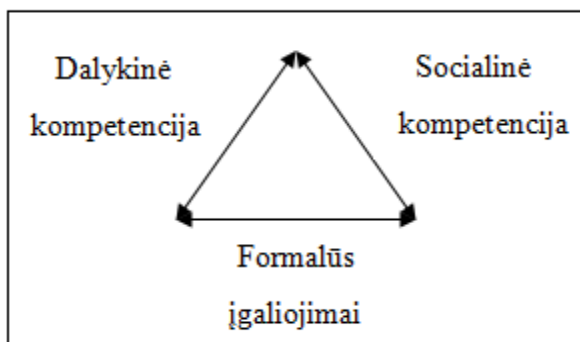 Dalykinė
kompetencija
Socialinė
kompetencija
Formalūs
įgaliojimai